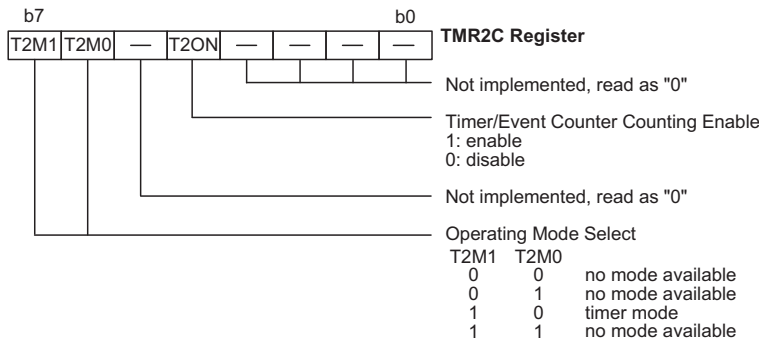 b7 b0
T2M1 T2M0 — T2ON — — — — TMR2C Register
Not implemented, read as "0"
Timer/Event Counter Counting Enable
1: enable
0: disable
Not implemented, read as "0"
Operating Mode Select
T2M1 T2M0
0 0 no mode available
0 1 no mode available
1 0 timer mode
1 1 no mode available